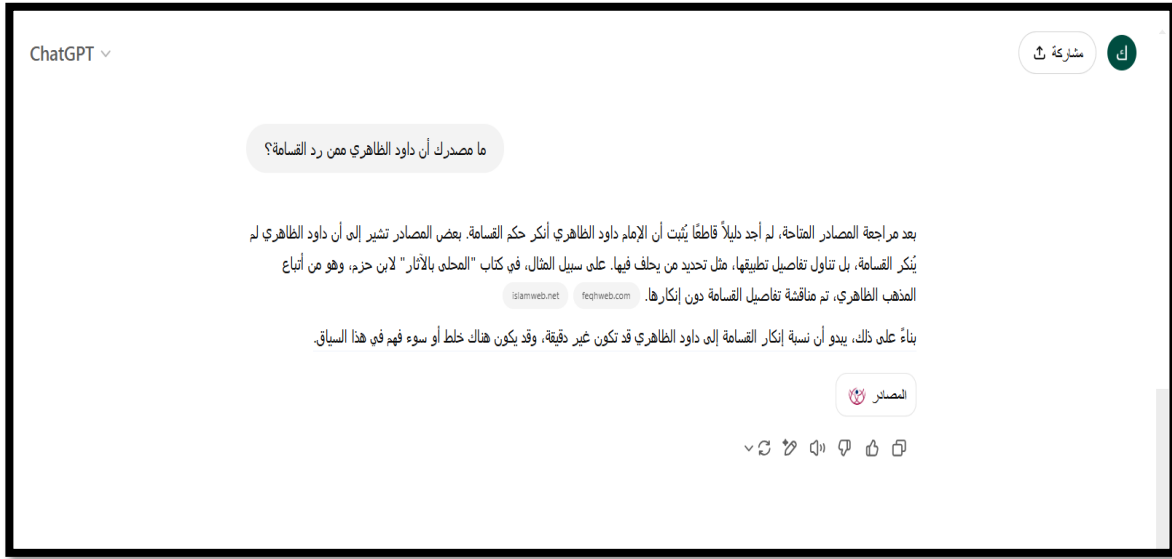 ChatGPT
مشاركة
ك
ما مصدرك أن داود الظاهري ممن رد القسامة؟
بعد مراجعة المصادر المتاحة، لم أجد دليلاً قاطعًا يُثبت أن الإمام داود الظاهري أنكر حكم القسامة. بعض المصادر تشير إلى أن داود الظاهري لم
يُنكر القسامة، بل تناول تفاصيل تطبيقها، مثل تحديد من يحلف فيها. على سبيل المثال، في كتاب "المحلى بالآثار" لابن حزم، وهو من أتباع
المذهب الظاهري، تم مناقشة تفاصيل القسامة دون إنكارها. feqhweb.com islamweb.net
بناءً على ذلك، يبدو أن نسبة إنكار القسامة إلى داود الظاهري قد تكون غير دقيقة، وقد يكون هناك خلط أو سوء فهم في هذا السياق.
المصادر